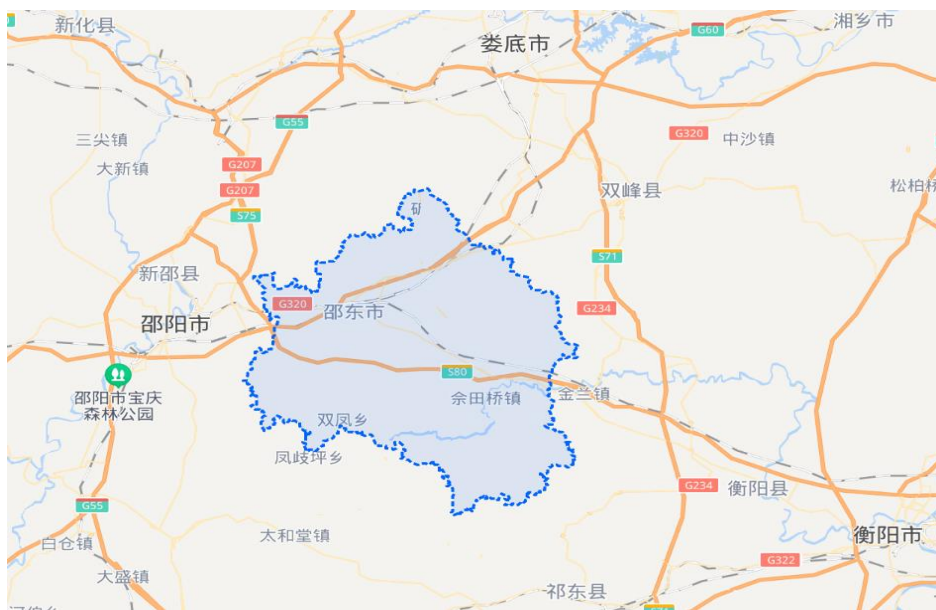 新化县
娄底市
G60
湘乡市
G55
三尖镇
G207
G320
中沙镇
大新镇
G207
双峰县
松柏桥
矿
S75
S71
新邵县
G320
邵东市
G234
邵阳市
S80
邵阳市宝庆
森林公园
佘田桥镇
金兰镇
双凤乡
凤歧坪乡
G234
衡阳县
G55
太和堂镇
衡阳市
白仓镇
G322
大盛镇
祁东县